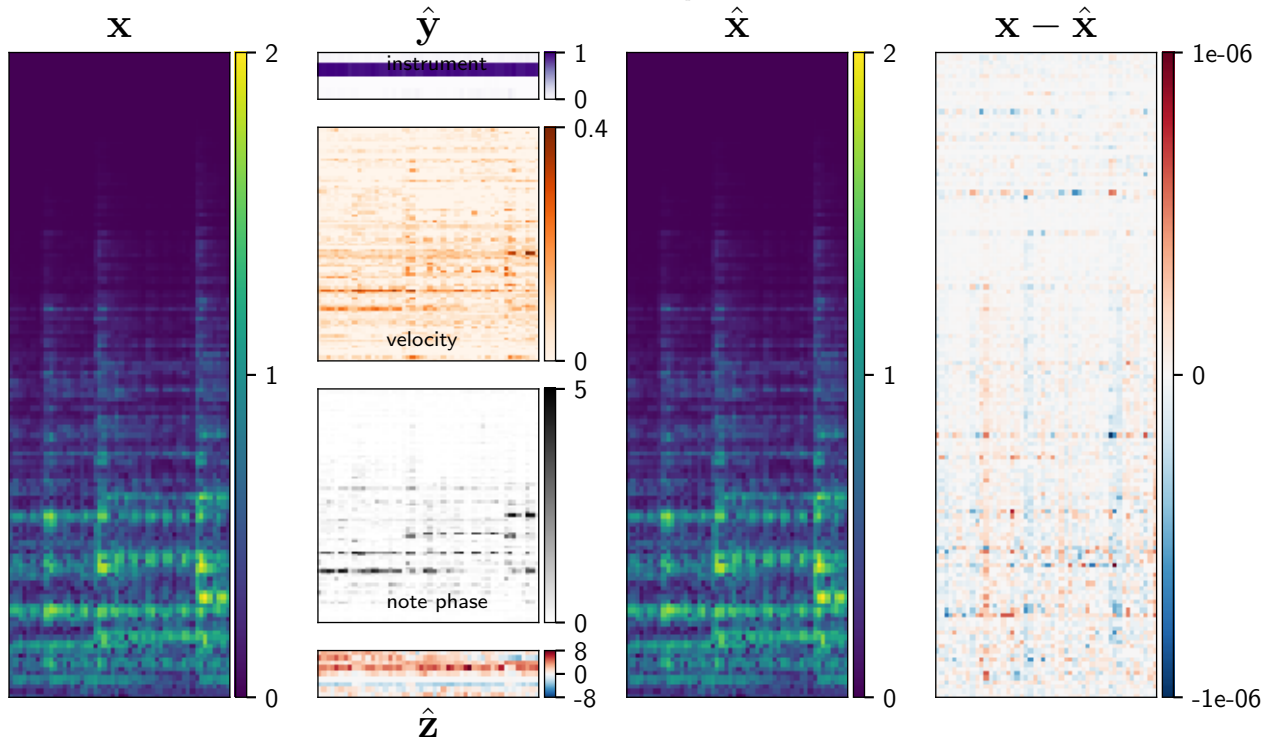 x
ŷ
x̂
x − x̂
2
1
0
instrument
1
0
velocity
0.4
0
note phase
5
0
8
0
-8
ẑ
2
1
0
1e-06
0
-1e-06